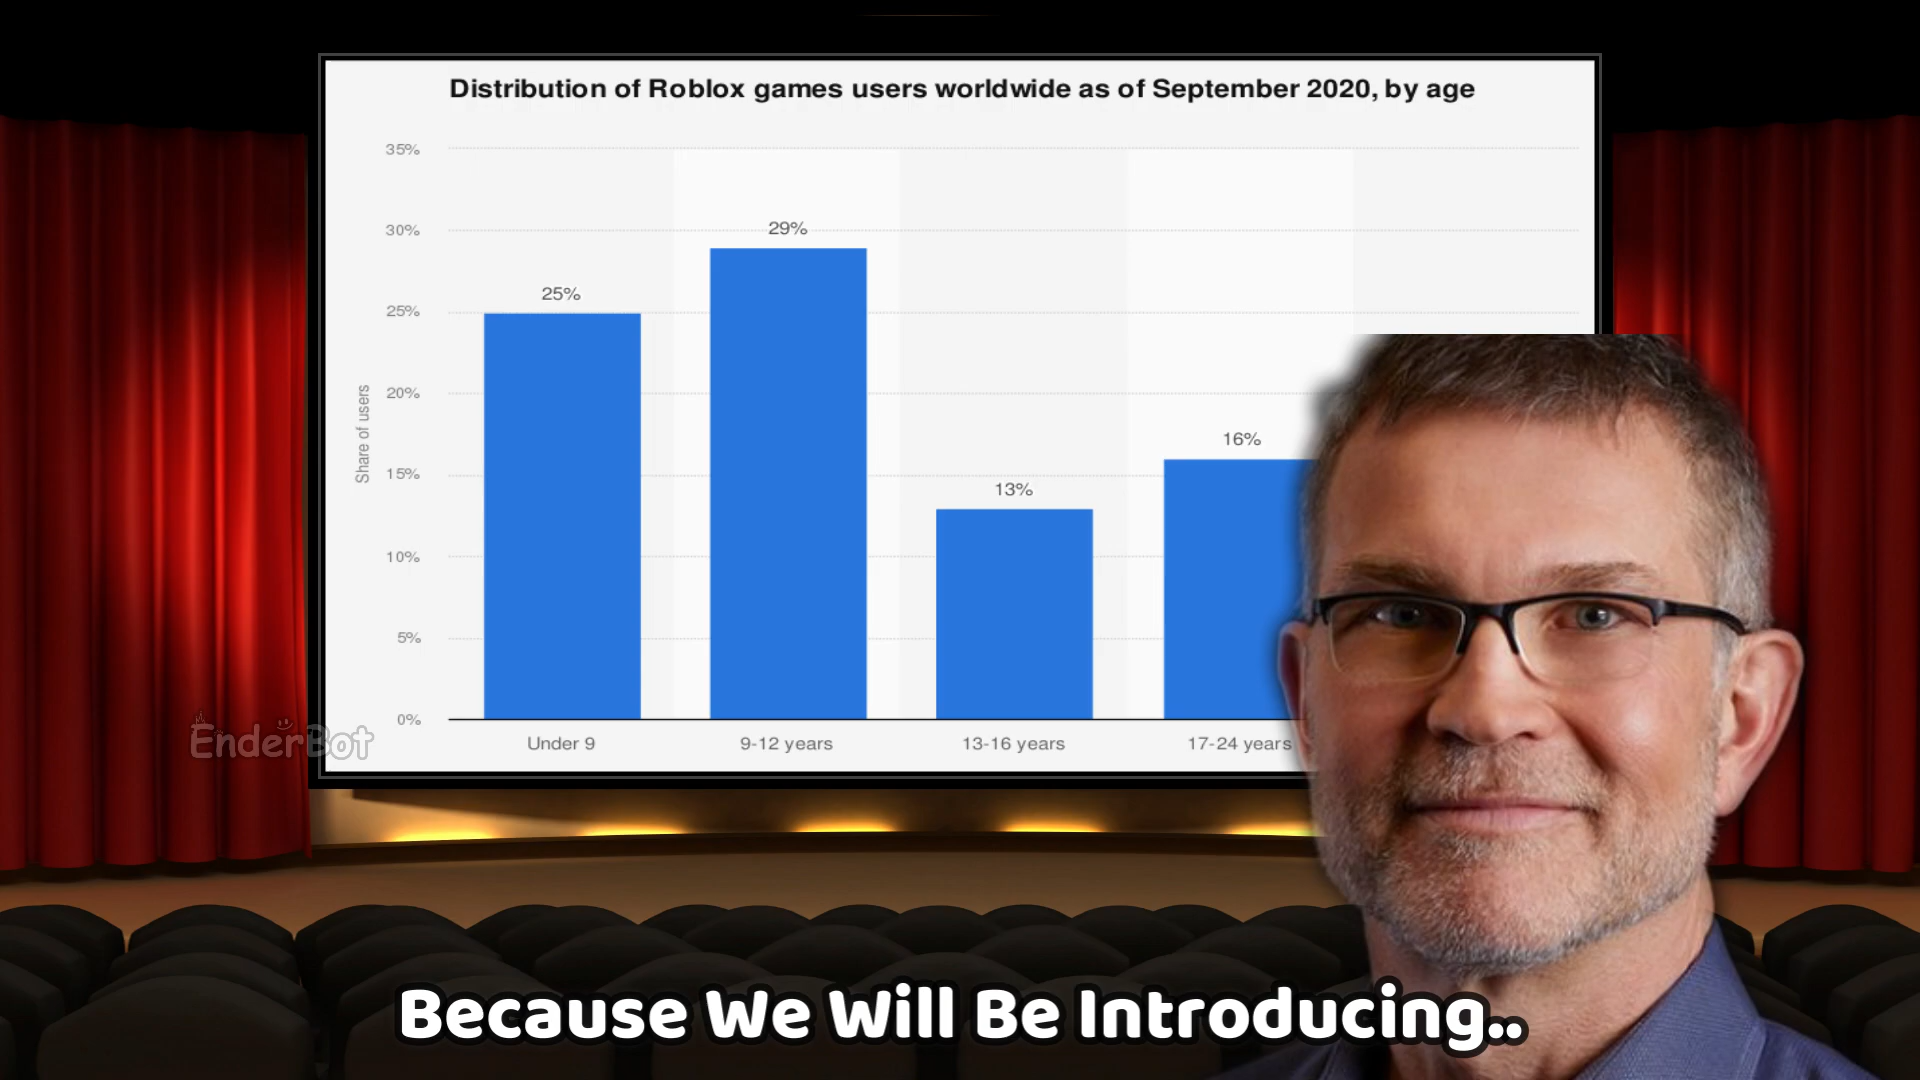 Distribution of Roblox games users worldwide as of September 2020, by age
35%
30%
25%
20%
15%
10%
5%
0%
Share of users
25%
29%
13%
16%
Under 9
9-12 years
13-16 years
17-24 years
EnderBot
Because We Will Be Introducing..